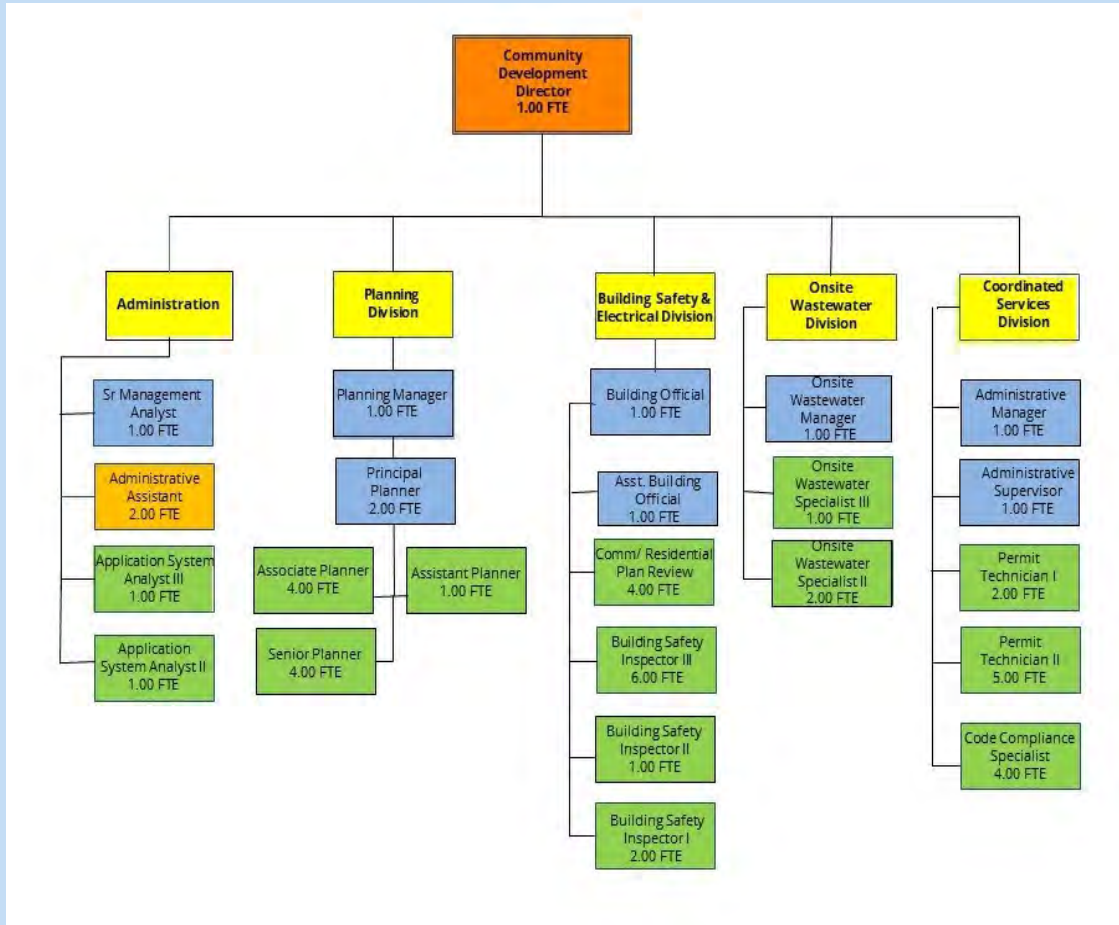 Community
Development
Director
1.00 FTE
Administration
Sr Management
Analyst
1.00 FTE
Administrative
Assistant
2.00 FTE
Application System
Analyst III
1.00 FTE
Application
System Analyst II
1.00 FTE
Planning
Division
Planning Manager
1.00 FTE
Principal
Planner
2.00 FTE
Associate Planner
4.00 FTE
Assistant Planner
1.00 FTE
Senior Planner
4.00 FTE
Building Safety &
Electrical Division
Building Official
1.00 FTE
Asst. Building
Official
1.00 FTE
Comm/ Residential
Plan Review
4.00 FTE
Building Safety
Inspector III
6.00 FTE
Building Safety
Inspector II
1.00 FTE
Building Safety
Inspector I
2.00 FTE
Onsite
Wastewater
Division
Onsite
Wastewater
Manager
1.00 FTE
Onsite
Wastewater
Specialist III
1.00 FTE
Onsite
Wastewater
Specialist II
2.00 FTE
Coordinated
Services
Division
Administrative
Manager
1.00 FTE
Administrative
Supervisor
1.00 FTE
Permit
Technician I
2.00 FTE
Permit
Technician II
5.00 FTE
Code Compliance
Specialist
4.00 FTE